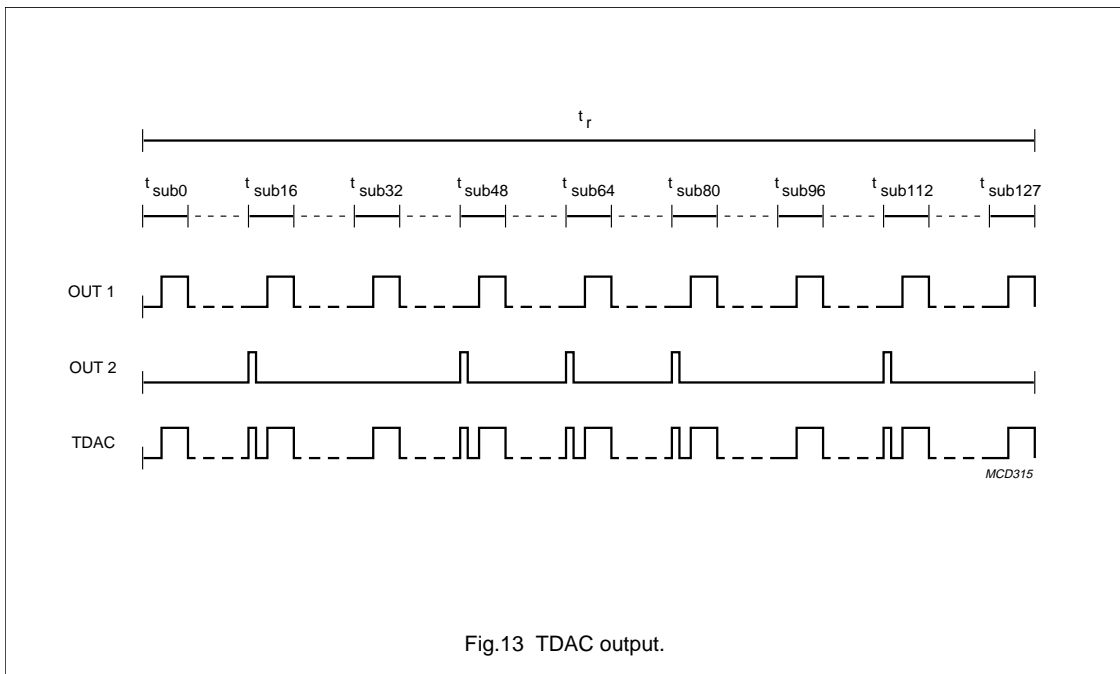 t r
t sub0 t sub16 t sub32 t sub48 t sub64 t sub80 t sub96 t sub112 t sub127
OUT 1
OUT 2
TDAC
MCD315
Fig.13 TDAC output.